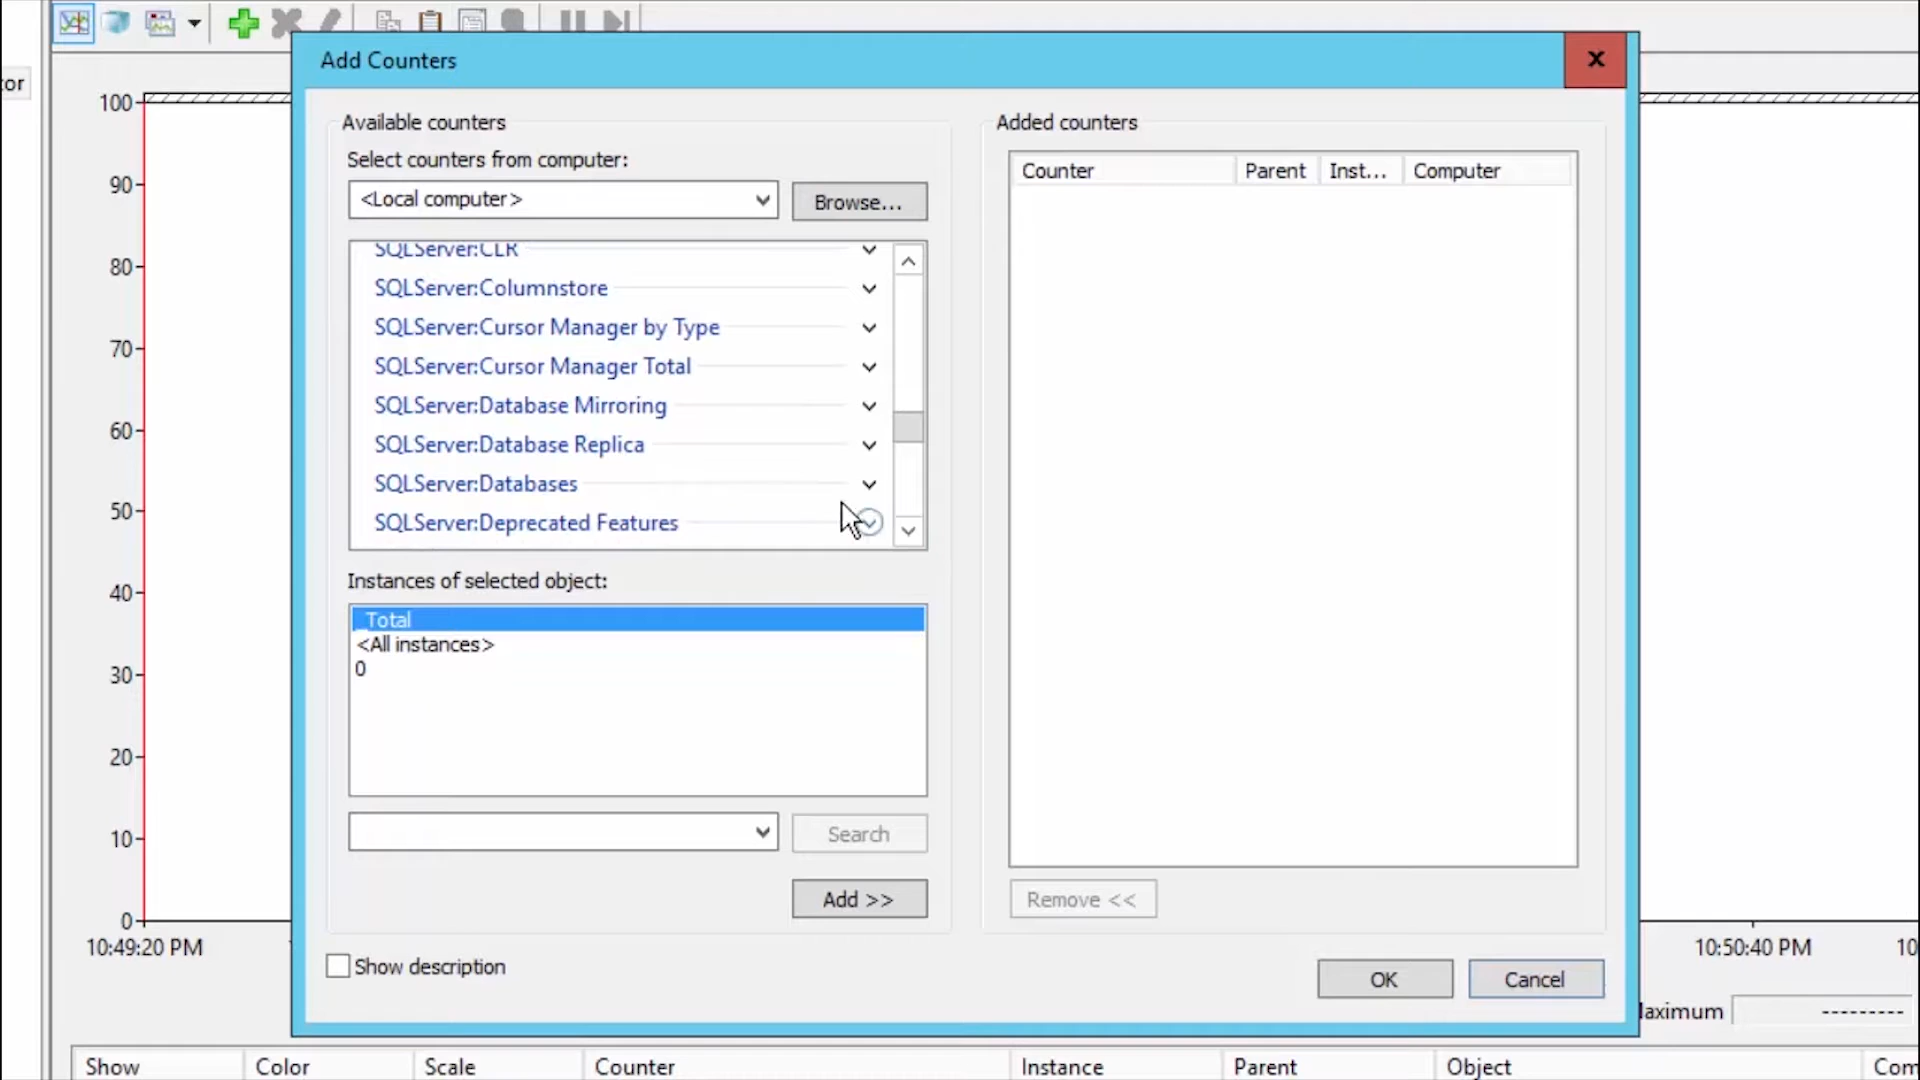 Add Counters
x
tor
Available counters
Select counters from computer:
<Local computer>
Browse...
SQLServer:CLR
SQLServer:Columnstore
SQLServer:Cursor Manager by Type
SQLServer:Cursor Manager Total
SQLServer:Database Mirroring
SQLServer:Database Replica
SQLServer:Databases
SQLServer:Deprecated Features
Instances of selected object:
_Total
<All instances>
0
Search
Add >>
Show description
Added counters
Counter Parent Inst... Computer
Remove <<
OK Cancel
100
90
80
70
60
50
40
30
20
10
0
10:49:20 PM
10:50:40 PM
10
Maximum ---------
Show Color Scale Counter Instance Parent Object Com